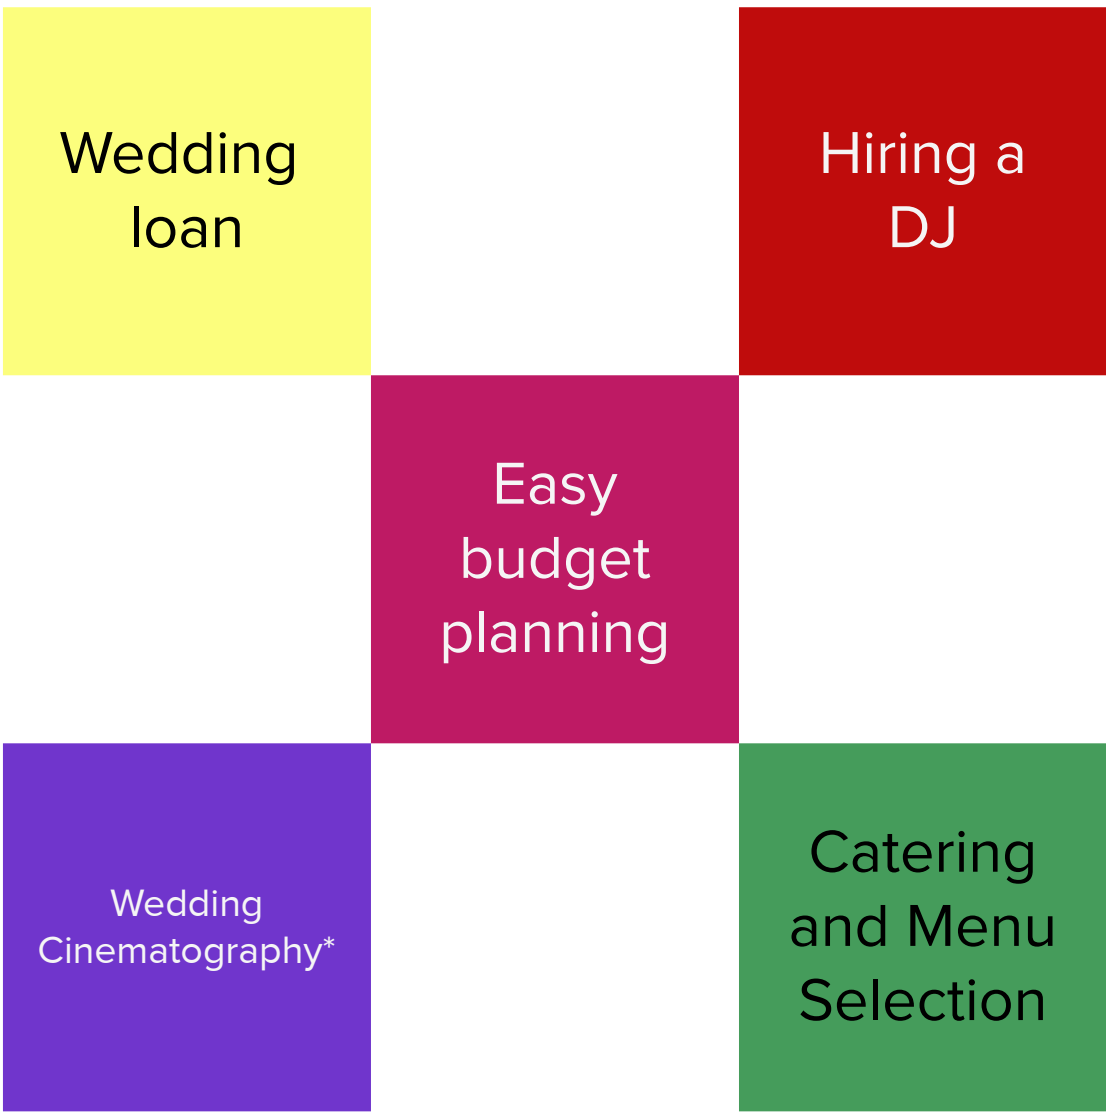 Wedding
loan
Hiring a
DJ
Easy
budget
planning
Wedding
Cinematography*
Catering
and Menu
Selection